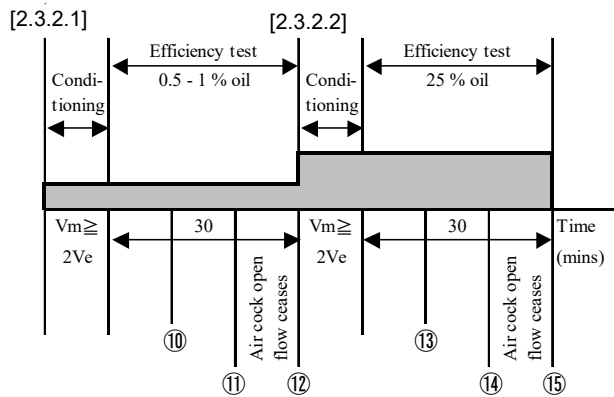 [2.3.2.1]
[2.3.2.2]
Efficiency test
0.5 - 1 % oil
Condi-
tioning
Efficiency test
25 % oil
Condi-
tioning
Vm≧
2Ve
30
Vm≧
2Ve
30
Time
(mins)
Air cock open
flow ceases
Air cock open
flow ceases
⑩
⑪
⑫
⑬
⑭
⑮